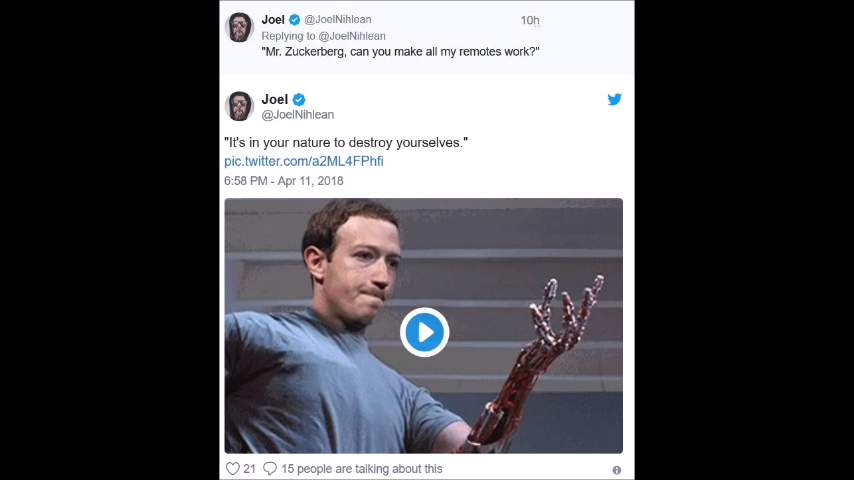 Joel @JoelNihlean 10h
Replying to @JoelNihlean
"Mr. Zuckerberg, can you make all my remotes work?"
Joel
@JoelNihlean
"It's in your nature to destroy yourselves."
pic.twitter.com/a2ML4FPhfi
6:58 PM - Apr 11, 2018
21 15 people are talking about this